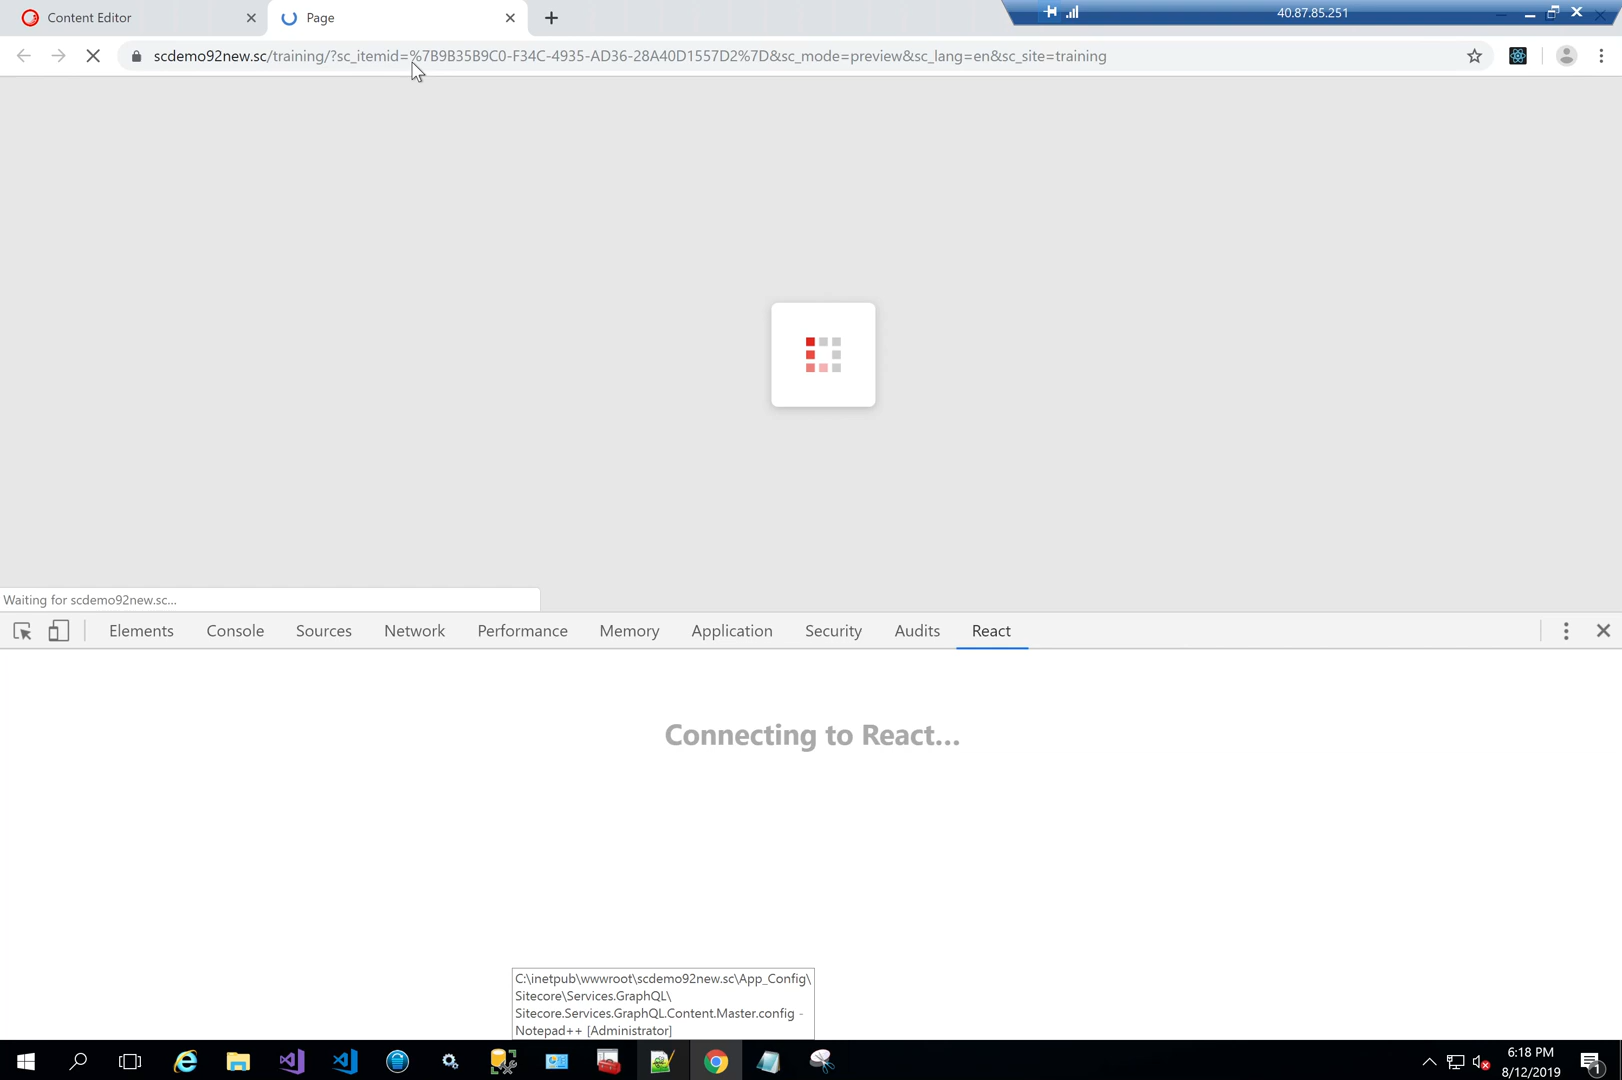 Content Editor
Page
40.87.85.251
scdemo92new.sc/training/?sc_itemid=%7B9B35B9C0-F34C-4935-AD36-28A40D1557D2%7D&sc_mode=preview&sc_lang=en&sc_site=training
Waiting for scdemo92new.sc...
Elements Console Sources Network Performance Memory Application Security Audits React
Connecting to React...
C:\inetpub\wwwroot\scdemo92new.sc\App_Config\
Sitecore\Services.GraphQL\
Sitecore.Services.GraphQL.Content.Master.config -
Notepad++ [Administrator]
6:18 PM
8/12/2019
1